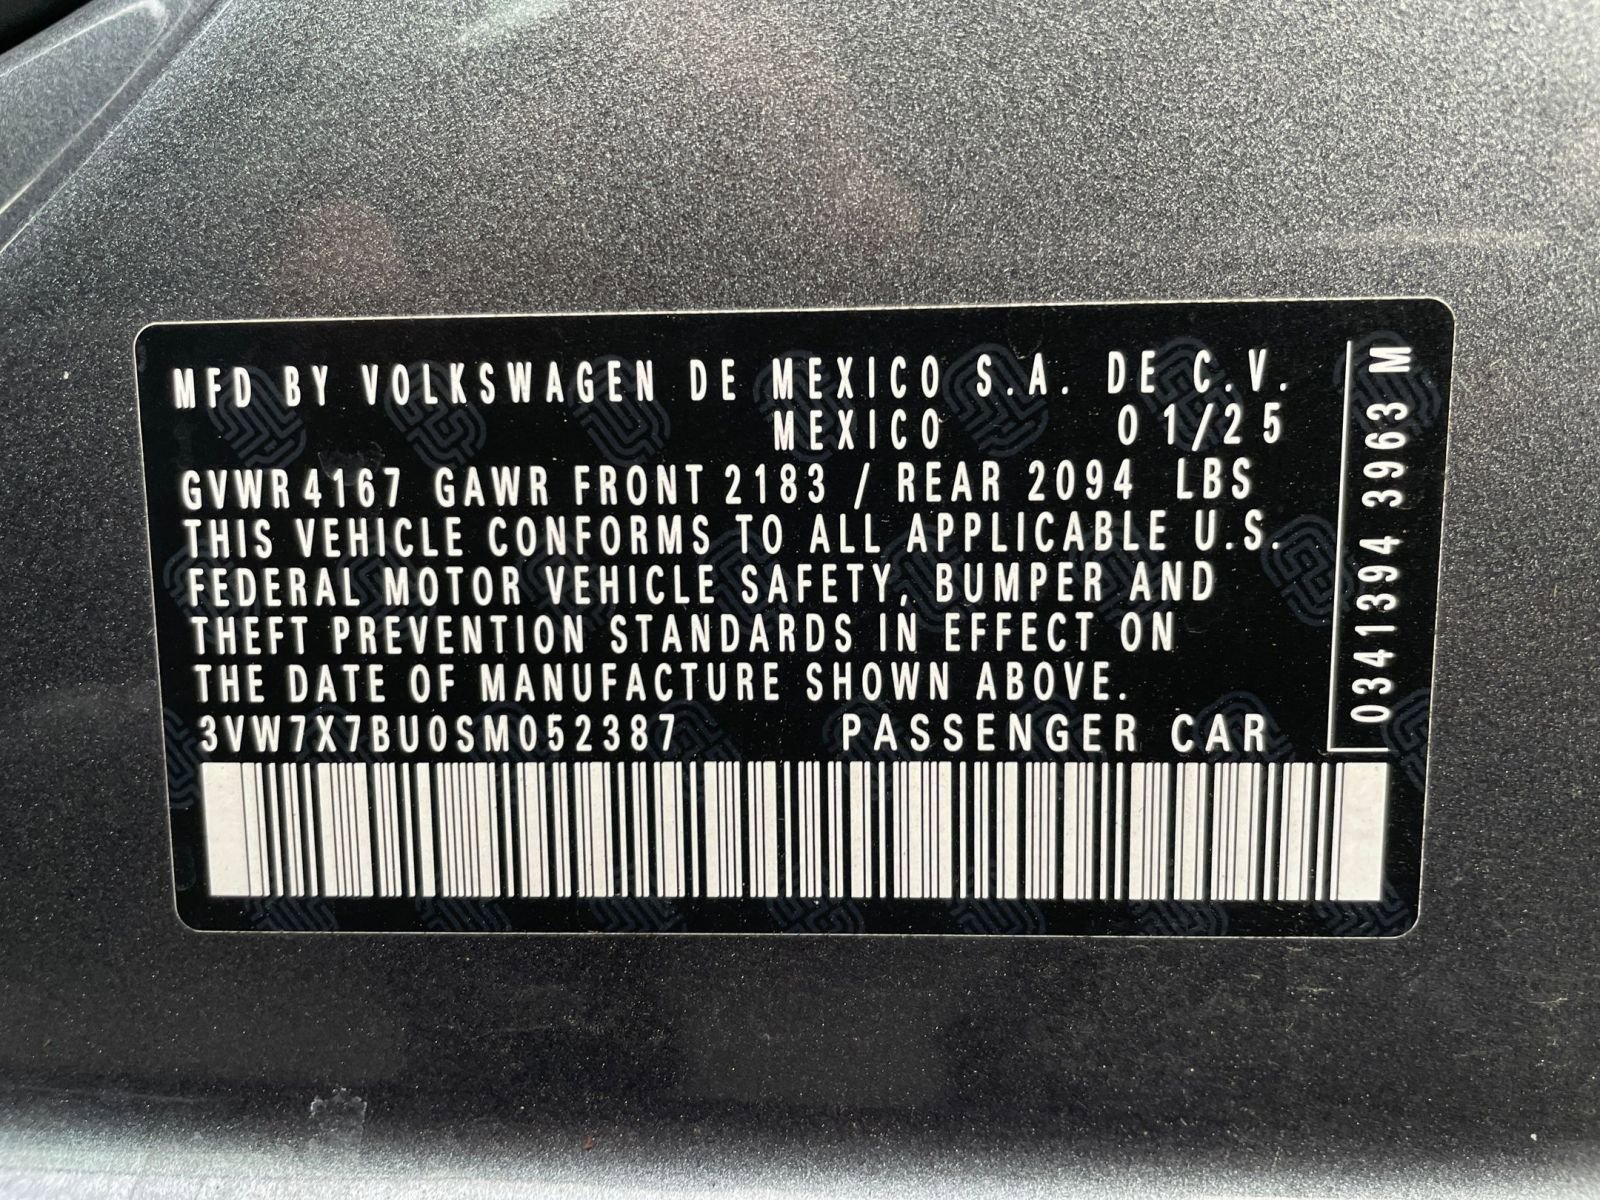 MFD BY VOLKSWAGEN DE MEXICO S.A. DE C.V.
MEXICO 01/25
GVWR 4167 GAWR FRONT 2183 / REAR 2094 LBS
THIS VEHICLE CONFORMS TO ALL APPLICABLE U.S.
FEDERAL MOTOR VEHICLE SAFETY, BUMPER AND
THEFT PREVENTION STANDARDS IN EFFECT ON
THE DATE OF MANUFACTURE SHOWN ABOVE.
3VW7X7BU0SM052387 PASSENGER CAR
0341394 3963 M